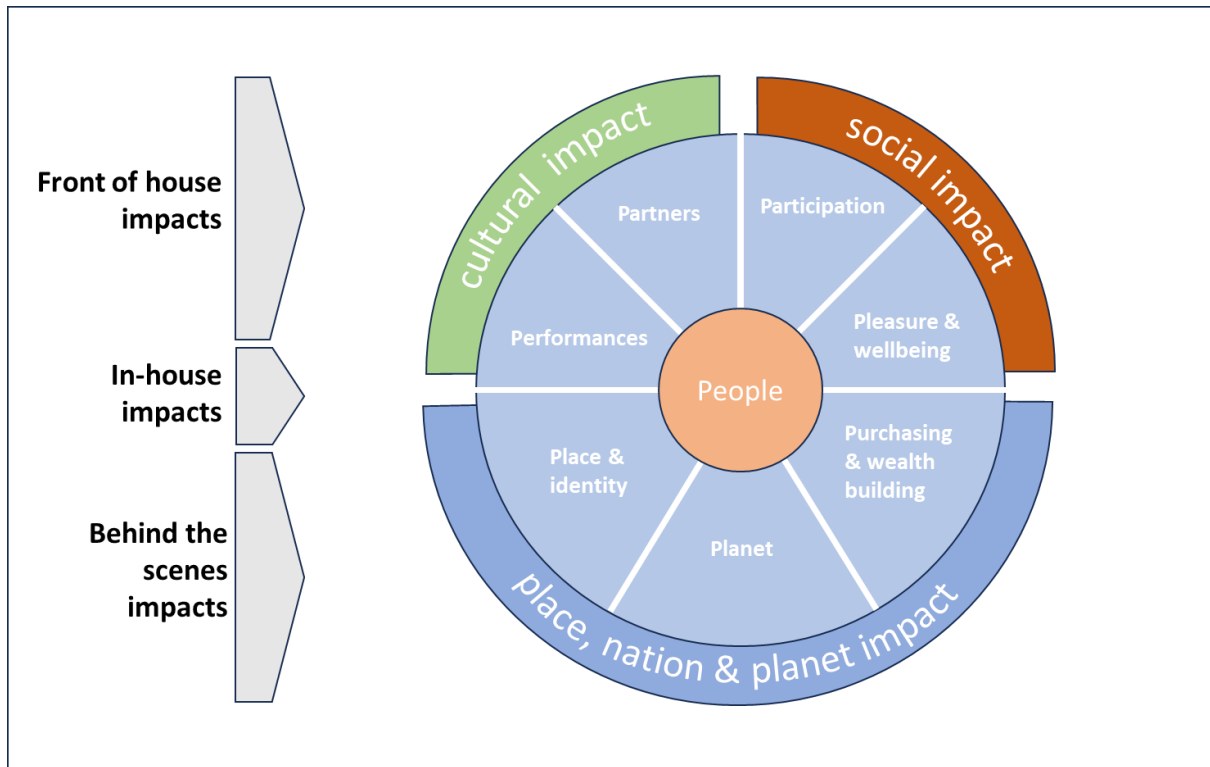 Front of house
impacts
In-house
impacts
Behind the
scenes
impacts
cultural impact
social impact
Partners
Participation
Performances
Pleasure &
wellbeing
People
Place &
identity
Purchasing
& wealth
building
Planet
place, nation & planet impact